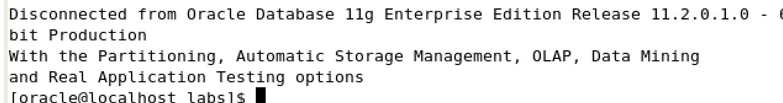 Disconnected from Oracle Database 11g Enterprise Edition Release 11.2.0.1.0 -
bit Production
With the Partitioning, Automatic Storage Management, OLAP, Data Mining
and Real Application Testing options
[oracle@localhost labs]$